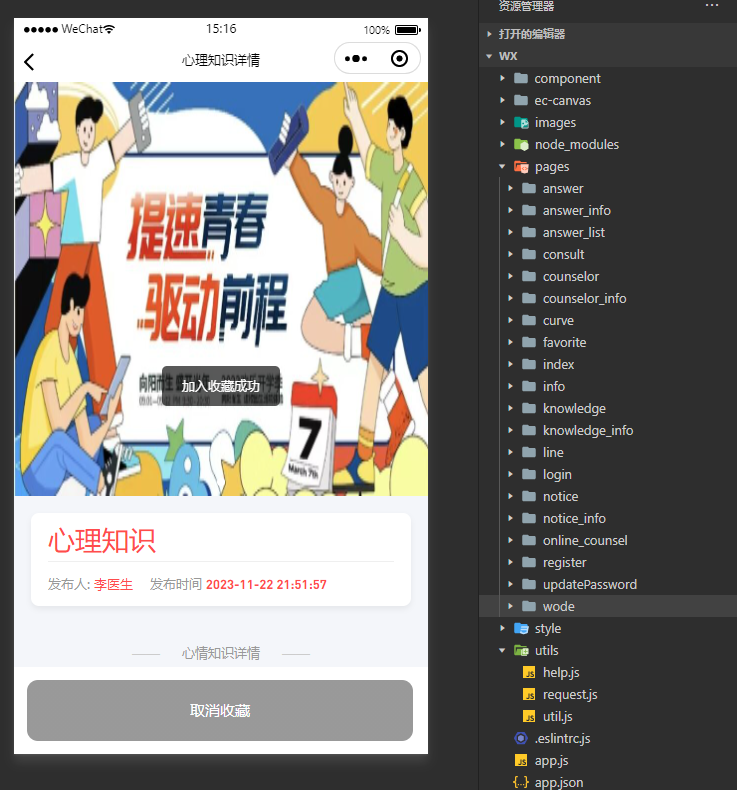 WeChat
15:16
100%
心理知识详情
提速青春
驱动前程
加入收藏成功
7
March 7th
心理知识
发布人: 李医生 发布时间 2023-11-22 21:51:57
心情知识详情
取消收藏
资源管理器
打开的编辑器
WX
component
ec-canvas
images
node_modules
pages
answer
answer_info
answer_list
consult
counselor
counselor_info
curve
favorite
index
info
knowledge
knowledge_info
line
login
notice
notice_info
online_counsel
register
updatePassword
wode
style
utils
help.js
request.js
util.js
.eslintrc.js
app.js
app.json